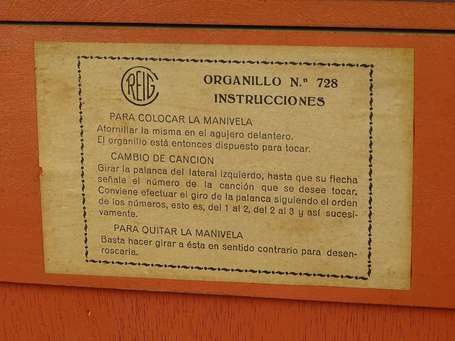 REIG
ORGANILLO N.º 728
INSTRUCCIONES
PARA COLOCAR LA MANIVELA
Atornillar la misma en el agujero delantero.
El organillo está entonces dispuesto para tocar.
CAMBIO DE CANCION
Girar la palanca del lateral izquierdo, hasta que su flecha
señale el número de la canción que se desee tocar.
Conviene efectuar el giro de la palanca siguiendo el orden
de los números, esto es, del 1 al 2, del 2 al 3 y así sucesi-
vamente.
PARA QUITAR LA MANIVELA
Basta hacer girar a ésta en sentido contrario para desen-
roscarla.